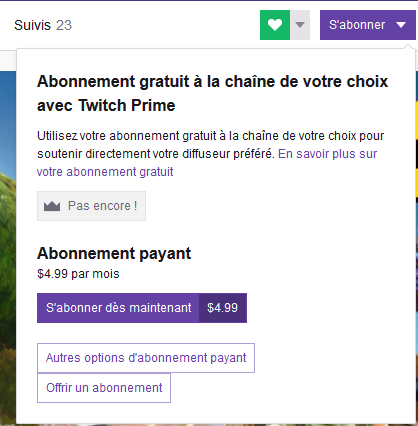 Suivis 23
S'abonner
Abonnement gratuit à la chaîne de votre choix
avec Twitch Prime
Utilisez votre abonnement gratuit à la chaîne de votre choix pour
soutenir directement votre diffuseur préféré. En savoir plus sur
votre abonnement gratuit
Pas encore !
Abonnement payant
$4.99 par mois
S'abonner dès maintenant $4.99
Autres options d'abonnement payant
Offrir un abonnement